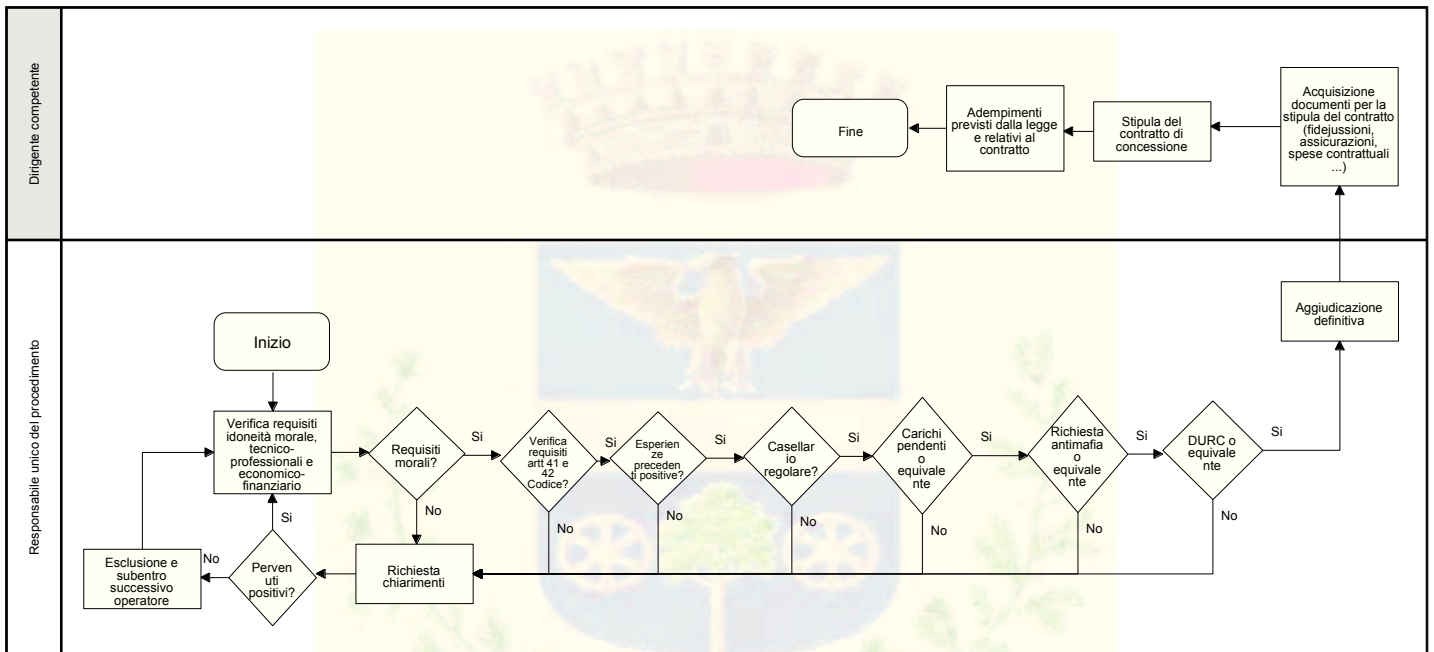 Dirigente competente
Fine
Adempimenti
previsti dalla legge
e relativi al
contratto
Stipula del
contratto di
concessione
Acquisizione
documenti per la
stipula del contratto
(fidejussioni,
assicurazioni,
spese contrattuali
...)
Responsabile unico del procedimento
Inizio
Aggiudicazione
definitiva
Verifica requisiti
idoneità morale,
tecnico-
professionali e
economico-
finanziario
Requisiti
morali?
Si
Verifica
requisiti
artt 41 e
42
Codice?
Si
Esperien
ze
preceden
ti positive?
Si
Casellar
io
regolare?
Si
Carichi
pendenti
o
equivale
nte
Si
Richiesta
antimafia
o
equivale
nte
Si
DURC o
equivale
nte
Si
No
No
No
No
No
No
No
Si
Esclusione e
subentro
successivo
operatore
No
Perven
uti
positivi?
Richiesta
chiarimenti